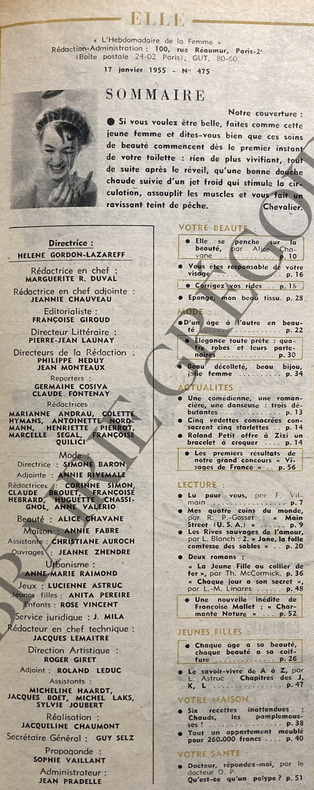 ELLE
« L'Hebdomadaire de la Femme »
Rédaction-Administration : 100, rue Réaumur, Paris-2e
(Boîte postale 24-02 Paris), GUT. 80-60.
17 janvier 1955 - N° 475
SOMMAIRE
Notre couverture :
● Si vous voulez être belle, faites comme cette
jeune femme et dites-vous bien que ces soins
de beauté commencent dès le premier instant
de votre toilette : rien de plus vivifiant, tout
de suite après le réveil, qu'une bonne douche
chaude suivie d'un jet froid qui stimule la cir-
culation, assouplit les muscles et vous fait un
ravissant teint de pêche. Chevalier.
Directrice :
HELENE GORDON-LAZAREFF
Rédactrice en chef :
MARGUERITE R. DUVAL
Rédactrice en chef adjointe :
JEANNIE CHAUVEAU
Editorialiste :
FRANÇOISE GIROUD
Directeur Littéraire :
PIERRE-JEAN LAUNAY
Directeurs de la Rédaction :
PHILIPPE HEDUY
JEAN MONTEAUX
Reporters :
GERMAINE COSIVA
CLAUDE FONTENAY
Rédactrices :
MARIANNE ANDRAU, COLETTE
HYMANS, ANTOINETTE NORD-
MANN, HENRIETTE PIERROT,
MARCELLE SEGAL, FRANÇOISE
QUILICI
Mode :
Directrice : SIMONE BARON
Adjointe : ANNIE RIVEMALE
Rédactrices : CORINNE SIMON,
CLAUDE BROUET, FRANÇOISE
HEBRARD, HUGUETTE CHASSI-
GNOL, ANNY VALERIO
Beauté : ALICE CHAVANE
Maison : ANNIE FABRE
Assistante : CHRISTIANE AUROCH
Ouvrages : JEANNE ZHENDRE
Urbanisme :
ANNE-MARIE RAIMOND
Jeux : LUCIENNE ASTRUC
Jeunes filles : ANITA PEREIRE
Enfants : ROSE VINCENT
Service juridique : J. MILA
Rédacteur en chef technique :
JACQUES LEMAITRE
Direction Artistique :
ROGER GIRET
Adjoint : ROLAND LEDUC
Assistants :
MICHELINE HAARDT,
JACQUES BOET, MICHEL LAKS,
SYLVIE JOUBERT
Réalisation :
JACQUELINE CHAUMONT
Secrétaire Général : GUY SELZ
Propagande :
SOPHIE VAILLANT
Administrateur :
JEAN PRADELLE
VOTRE BEAUTÉ
● Elle se penche sur la
beauté, par Alice Cha-
vane p. 10
● Vous êtes responsable de votre
visage p. 16
● Corrigez vos rides p. 18
● Eponge, mon beau tissu. p. 28
MODE
● D'un âge à l'autre en beau-
té p. 22
● Elégance toute prête : qua-
tre robes et leurs parte-
naires p. 30
● Beau décolleté, beau bijou,
jolie femme p. 34
ACTUALITES
● Une comédienne, une roman-
cière, une danseuse : trois dé-
butantes p. 13
● Cinq vedettes consacrées con-
sacrent cinq starlettes p. 14
● Roland Petit offre à Zizi un
bracelet à croquer p. 14
● Les premiers résultats de
notre grand concours « Vi-
sages de France » p. 56
LECTURE :
● Lu pour vous, par F. Vil-
main p. 7
● Mes quatre coins du monde,
par R. P.-Gosset : « Main
Street (U.S.A.) » p. 9
● Les Rives sauvages de l'amour,
par L. Blanch : 2. « Jane, la folle
comtesse des sables » p. 20
● Deux romans :
« La Jeune Fille au collier de
fer », par Th. McCormick, p. 36
« Chaque jour a son secret »,
par L.-M. Linares p. 48
● Une nouvelle inédite de
Françoise Mallet : « Char-
mante Nature » p. 52
JEUNES FILLES
● Chaque âge a sa beauté,
chaque beauté a sa coif-
fure p. 26
● Le savoir-vivre de A à Z, par
L. Astruc : Chapitres des J,
K, L p. 47
VOTRE MAISON
● Six recettes inattendues :
Chauds, les pamplemous-
ses ! p. 38
● Tout un appartement meublé
pour 260.000 francs p. 40
VOTRE SANTE
● Docteur, répondez-moi, par le
docteur O. P.
Qu'est-ce qu'un polype ? p. 51
LIBRAIRIE GREGOIRE